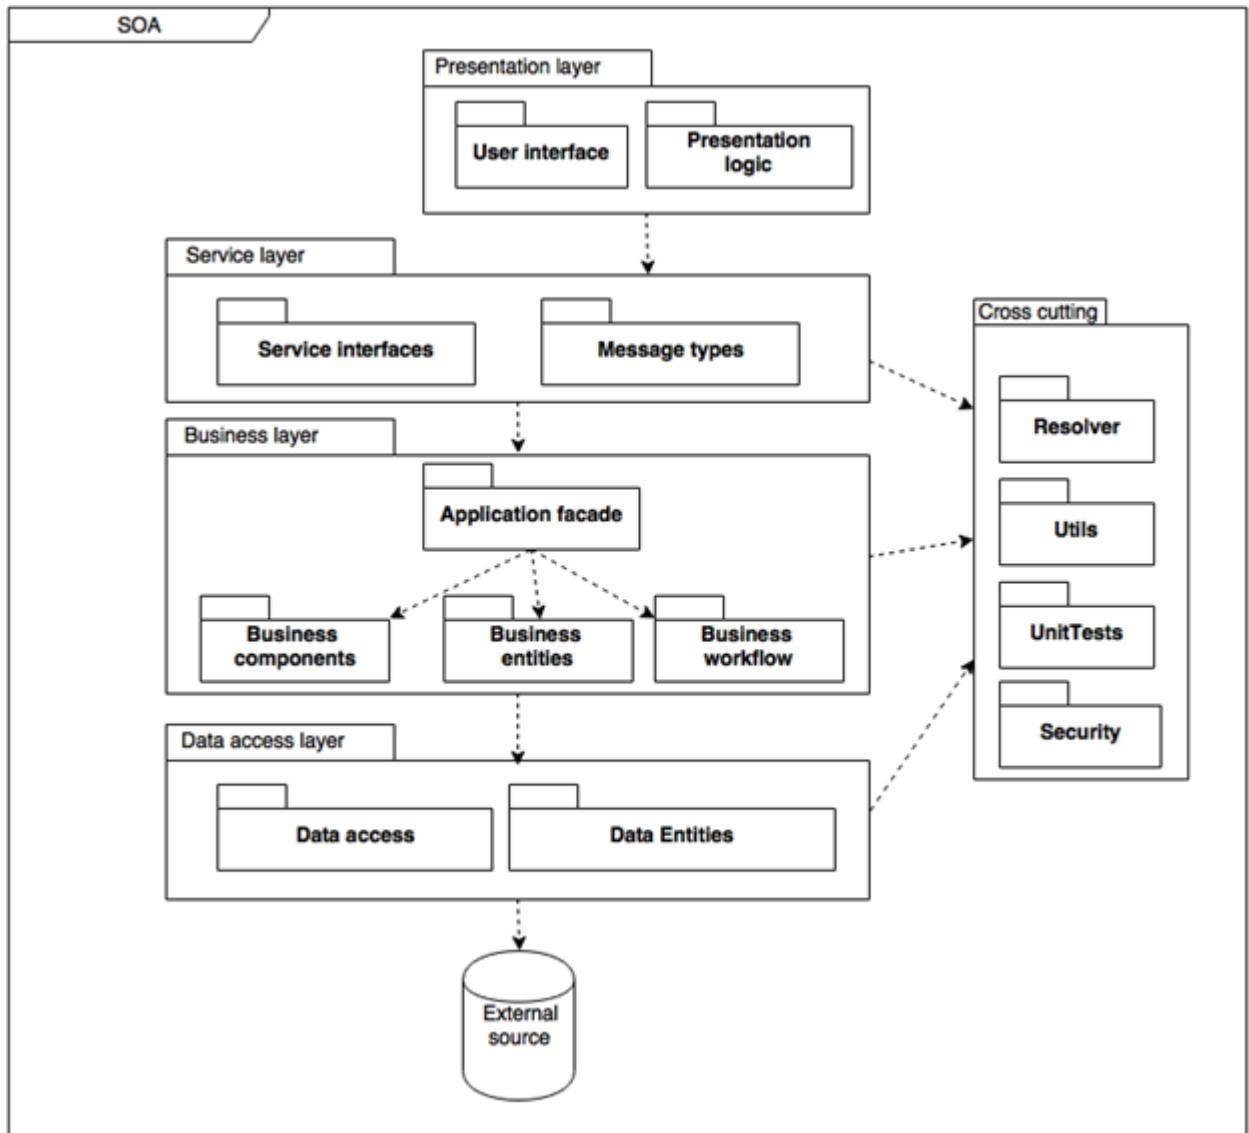 SOA
Presentation layer
User interface
Presentation
logic
Service layer
Service interfaces
Message types
Cross cutting
Resolver
Utils
UnitTests
Security
Business layer
Application facade
Business
components
Business
entities
Business
workflow
Data access layer
Data access
Data Entities
External
source